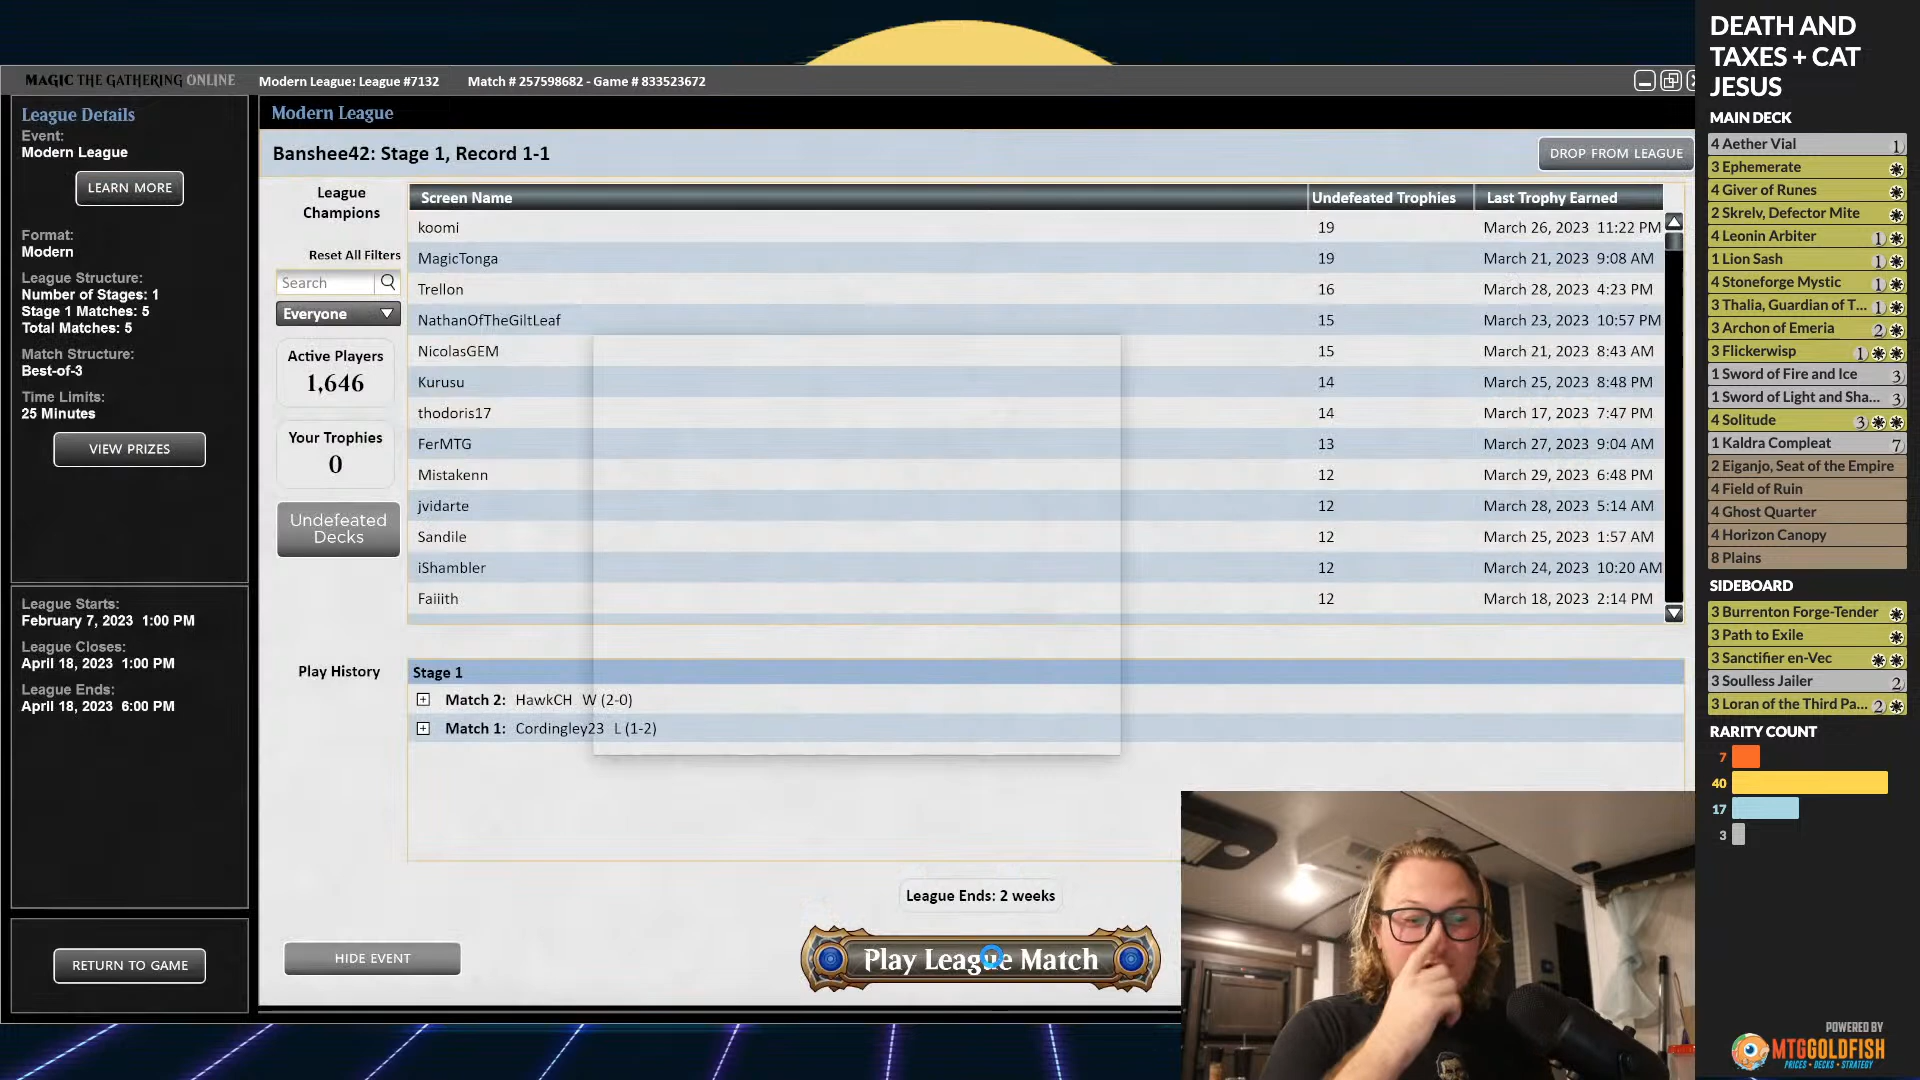 MAGIC THE GATHERING ONLINE
Modern League: League #7132
Match # 257598682 - Game # 833523672
League Details
Event:
Modern League
LEARN MORE
Format:
Modern
League Structure:
Number of Stages: 1
Stage 1 Matches: 5
Total Matches: 5
Match Structure:
Best-of-3
Time Limits:
25 Minutes
VIEW PRIZES
League Starts:
February 7, 2023 1:00 PM
League Closes:
April 18, 2023 1:00 PM
League Ends:
April 18, 2023 6:00 PM
RETURN TO GAME
Modern League
Banshee42: Stage 1, Record 1-1
DROP FROM LEAGUE
League
Champions
Reset All Filters
Search
Everyone
Active Players
1,646
Your Trophies
0
Undefeated
Decks
Screen Name Undefeated Trophies Last Trophy Earned
koomi 19 March 26, 2023 11:22 PM
MagicTonga 19 March 21, 2023 9:08 AM
Trellon 16 March 28, 2023 4:23 PM
NathanOfTheGiltLeaf 15 March 23, 2023 10:57 PM
NicolasGEM 15 March 21, 2023 8:43 AM
Kurusu 14 March 25, 2023 8:48 PM
thodoris17 14 March 17, 2023 7:47 PM
FerMTG 13 March 27, 2023 9:04 AM
Mistakenn 12 March 29, 2023 6:48 PM
jvidarte 12 March 28, 2023 5:14 AM
Sandile 12 March 25, 2023 1:57 AM
iShambler 12 March 24, 2023 10:20 AM
Faiiith 12 March 18, 2023 2:14 PM
Play History
Stage 1
Match 2: HawkCH W (2-0)
Match 1: Cordingley23 L (1-2)
League Ends: 2 weeks
HIDE EVENT
Play League Match
DEATH AND
TAXES + CAT
JESUS
MAIN DECK
4 Aether Vial 1
3 Ephemerate
4 Giver of Runes
2 Skrelv, Defector Mite
4 Leonin Arbiter 1
1 Lion Sash 1
4 Stoneforge Mystic 1
3 Thalia, Guardian of T... 1
3 Archon of Emeria 2
3 Flickerwisp 1
1 Sword of Fire and Ice 3
1 Sword of Light and Sha... 3
4 Solitude 3
1 Kaldra Compleat 7
2 Eiganjo, Seat of the Empire
4 Field of Ruin
4 Ghost Quarter
4 Horizon Canopy
8 Plains
SIDEBOARD
3 Burrenton Forge-Tender
3 Path to Exile
3 Sanctifier en-Vec
3 Soulless Jailer 2
3 Loran of the Third Pa... 2
RARITY COUNT
7
40
17
3
POWERED BY
MTGGOLDFISH
PRICES • DECKS • STRATEGY